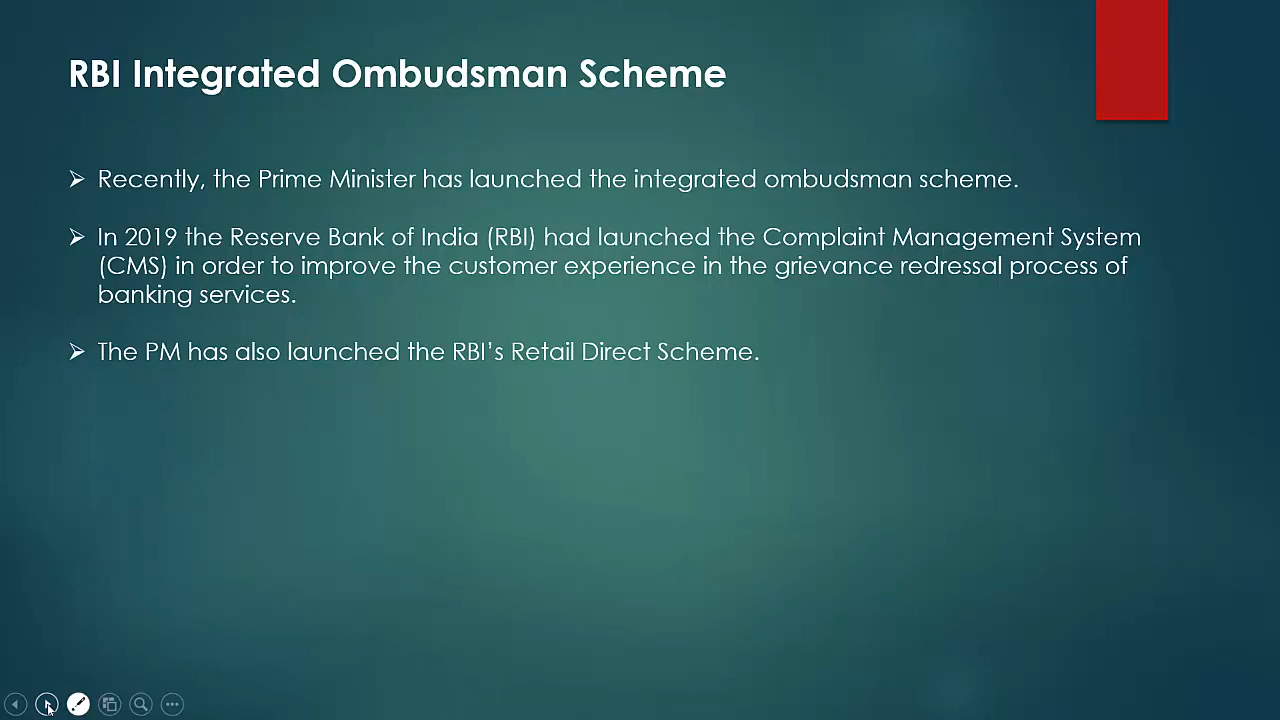 RBI Integrated Ombudsman Scheme
Recently, the Prime Minister has launched the integrated ombudsman scheme.
In 2019 the Reserve Bank of India (RBI) had launched the Complaint Management System
(CMS) in order to improve the customer experience in the grievance redressal process of
banking services.
The PM has also launched the RBI’s Retail Direct Scheme.